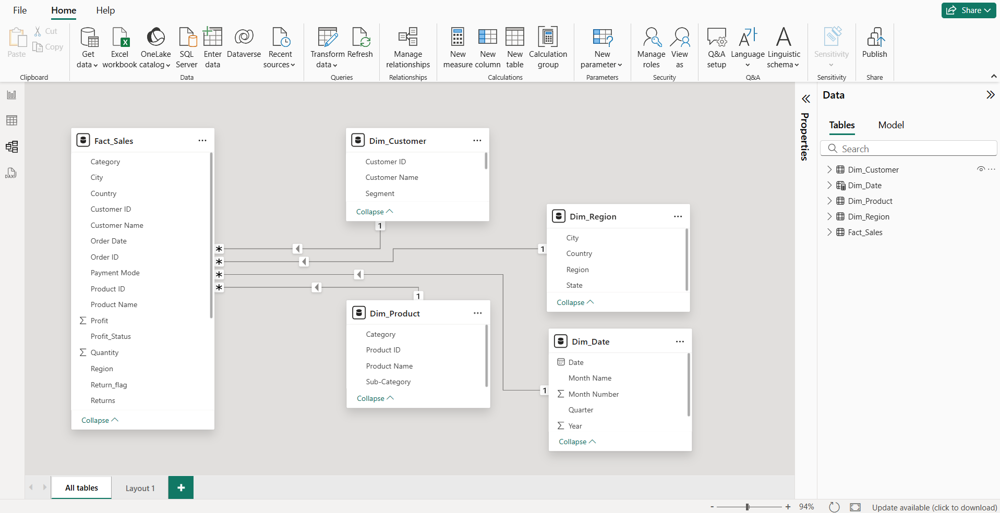 File
Home
Help
Share
Paste
Cut
Copy
Clipboard
Get data
Excel workbook
OneLake catalog
SQL Server
Enter data
Dataverse
Recent sources
Data
Transform data
Refresh
Queries
Manage relationships
Relationships
New measure
New column
New table
Calculation group
Calculations
New parameter
Parameters
Manage roles
View as
Security
Q&A setup
Language
Linguistic schema
Q&A
Sensitivity
Sensitivity
Publish
Share
DAX
Fact_Sales
Category
City
Country
Customer ID
Customer Name
Order Date
Order ID
Payment Mode
Product ID
Product Name
Σ Profit
Profit_Status
Σ Quantity
Region
Return_flag
Returns
Collapse
Dim_Customer
Customer ID
Customer Name
Segment
Collapse
1
*
*
*
*
1
1
1
Dim_Region
City
Country
Region
State
Collapse
Dim_Product
Category
Product ID
Product Name
Sub-Category
Collapse
Dim_Date
Date
Month Name
Σ Month Number
Quarter
Σ Year
Collapse
Properties
Data
Tables
Model
Search
Dim_Customer
Dim_Date
Dim_Product
Dim_Region
Fact_Sales
All tables
Layout 1
+
- + 94%
Update available (click to download)